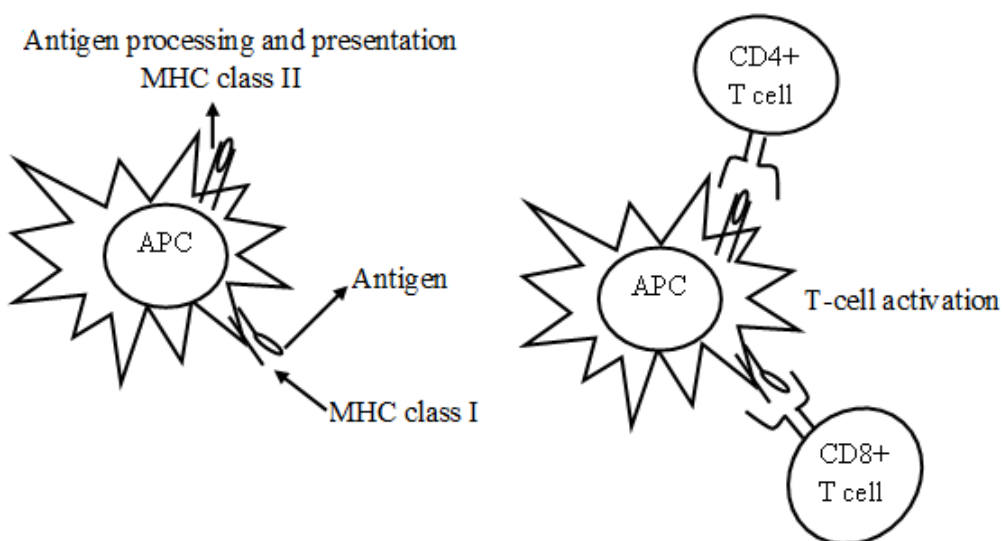 Antigen processing and presentation
MHC class II
APC
Antigen
MHC class I
CD4+
T cell
APC
T-cell activation
CD8+
T cell